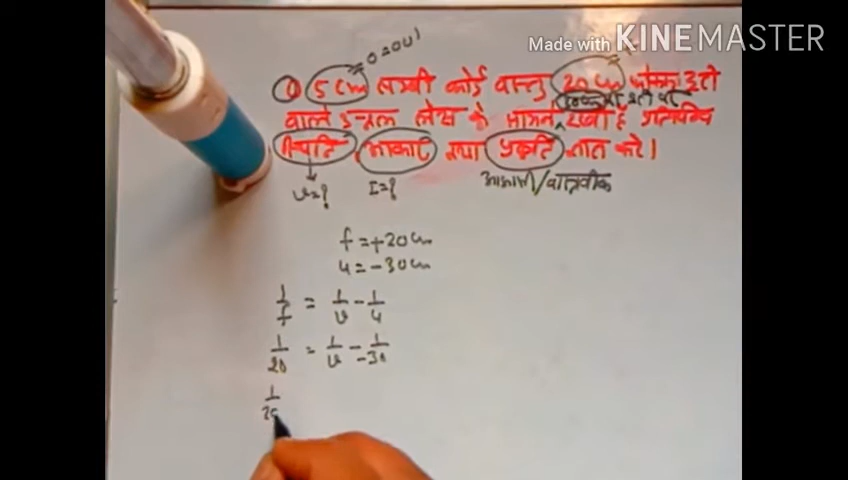 Made with KINEMASTER
① 5 cm लम्बी कोई वस्तु 20 cm फोकस दूरी
वाले उत्तल लेंस के सामने रखी है प्रतिबिम्ब
स्थिति, आकार तथा प्रकृति ज्ञात करे।
v=? I=? आभासी/वास्तवीक
f = +20 cm
u = -30 cm
1/f = 1/v - 1/u
1/20 = 1/v - 1/-30